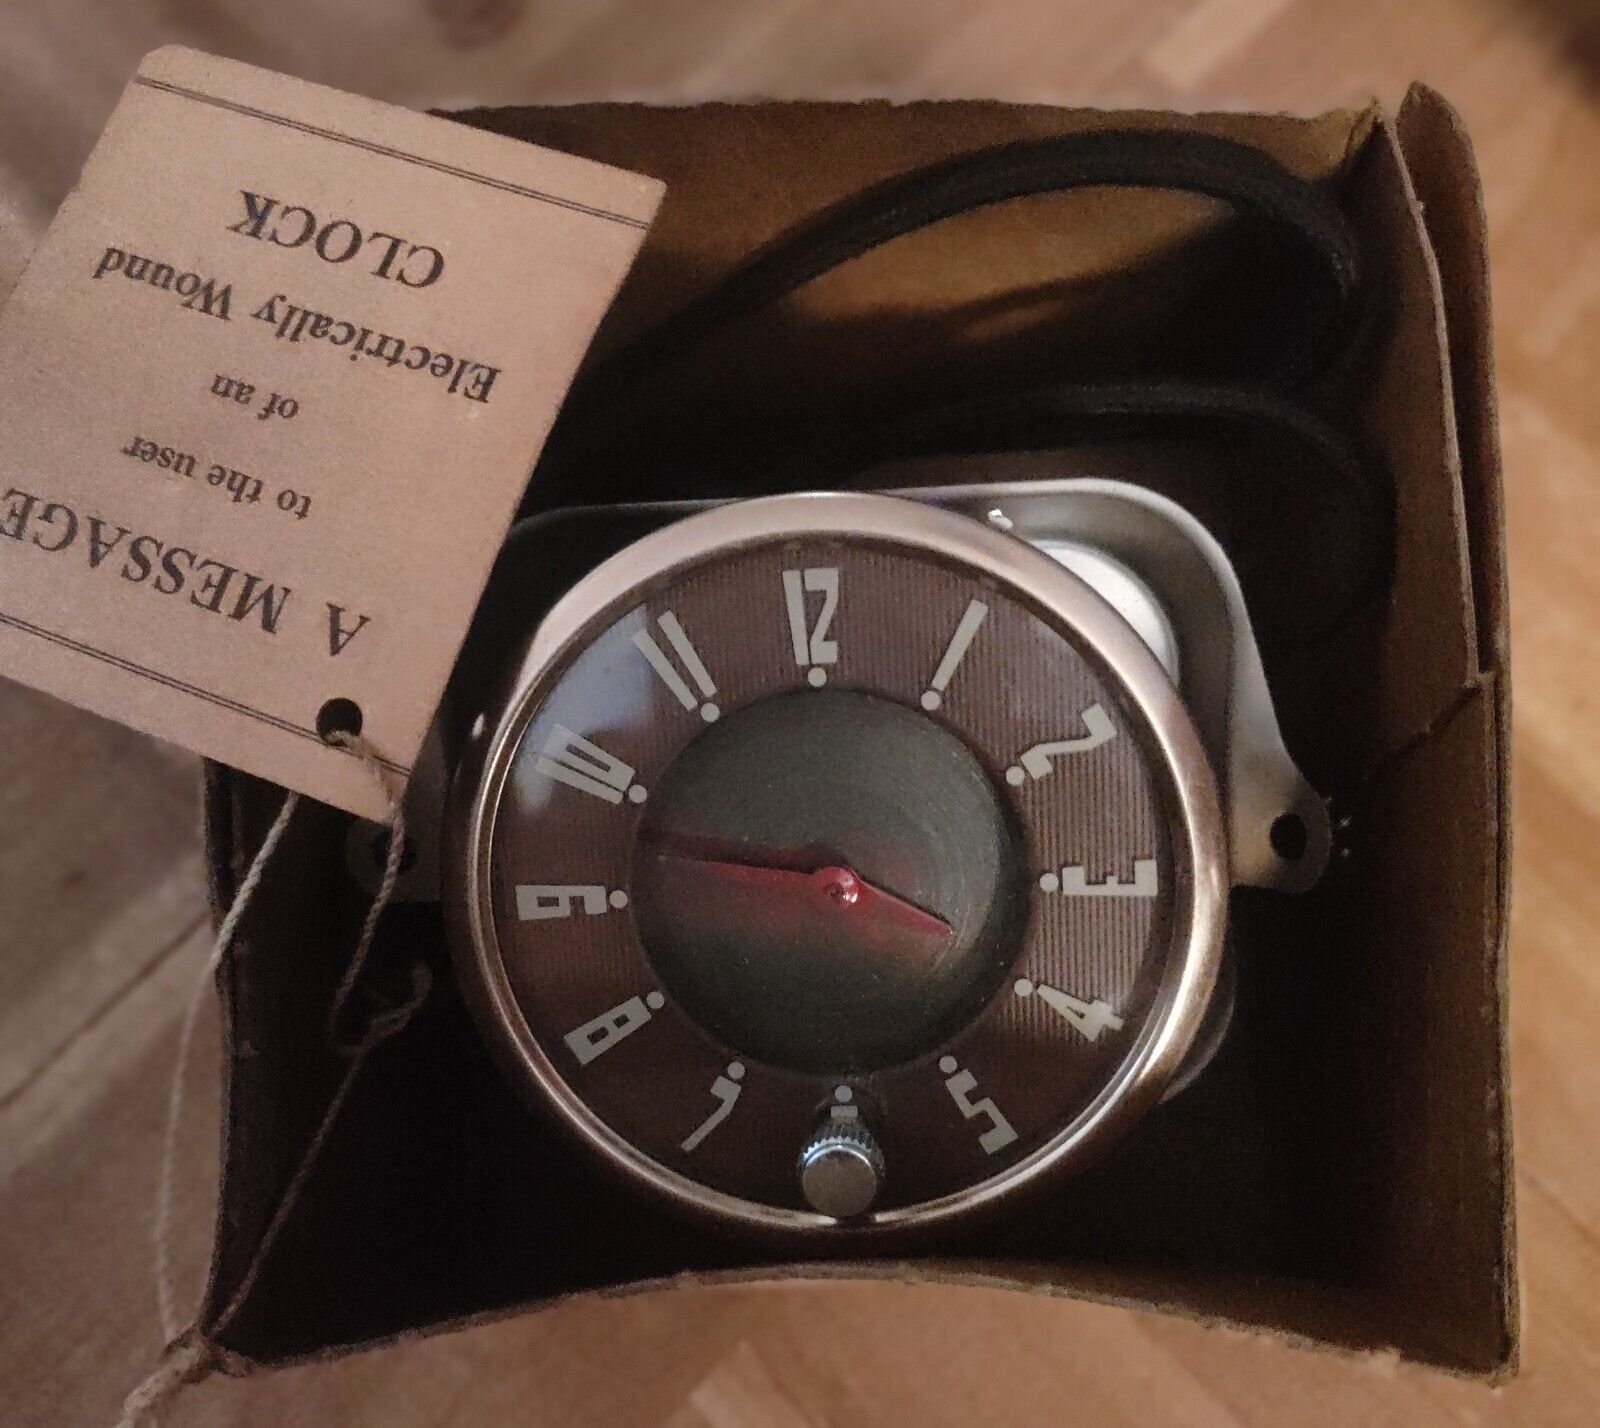 A MESSAGE
to the user
of an
Electrically Wound
CLOCK
12
1
2
3
4
5
7
8
9
10
11